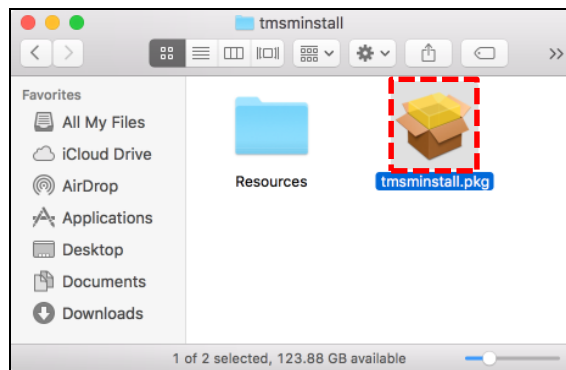 tmsminstall
Favorites
All My Files
iCloud Drive
AirDrop
Applications
Desktop
Documents
Downloads
Resources
tmsminstall.pkg
1 of 2 selected, 123.88 GB available